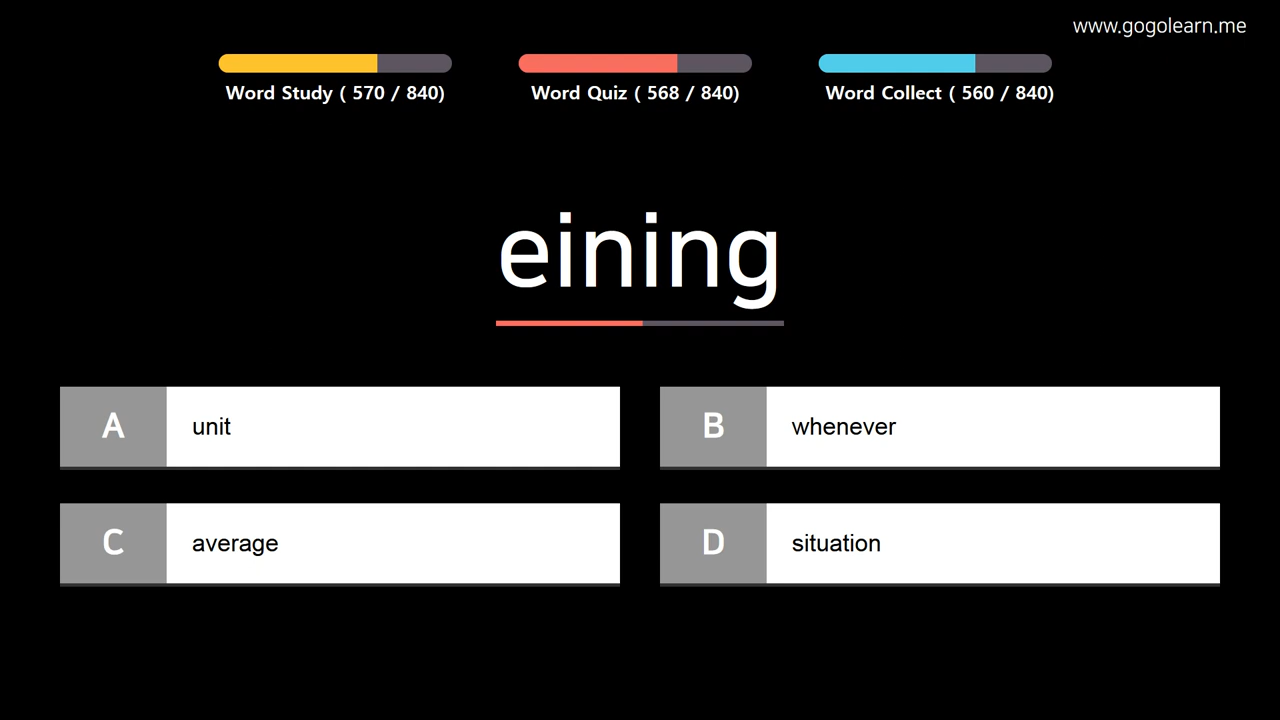 www.gogolearn.me
Word Study ( 570 / 840)
Word Quiz ( 568 / 840)
Word Collect ( 560 / 840)
eining
A unit
B whenever
C average
D situation